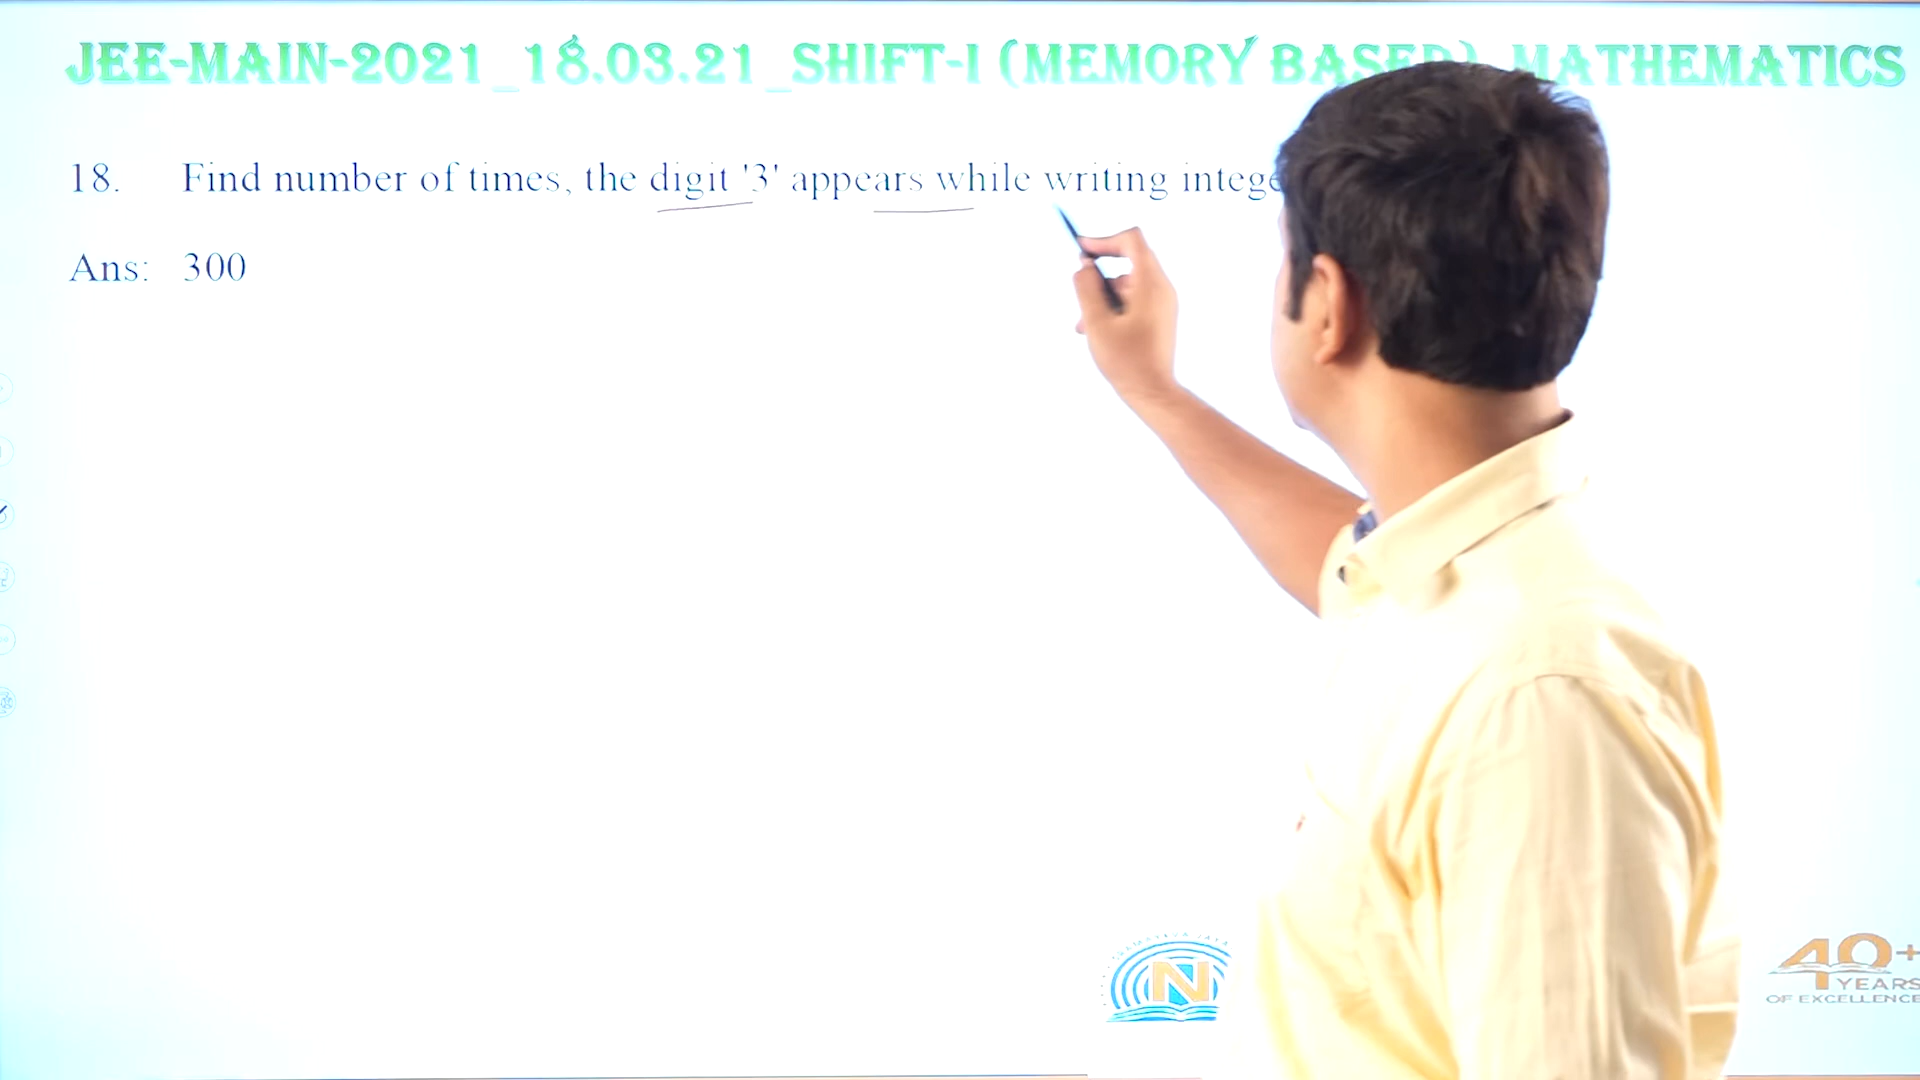 JEE-MAIN-2021_18.03.21_SHIFT-I (MEMORY BASED) MATHEMATICS
18. Find number of times, the digit '3' appears while writing
Ans: 300
N
40+
YEARS
OF EXCELLENCE